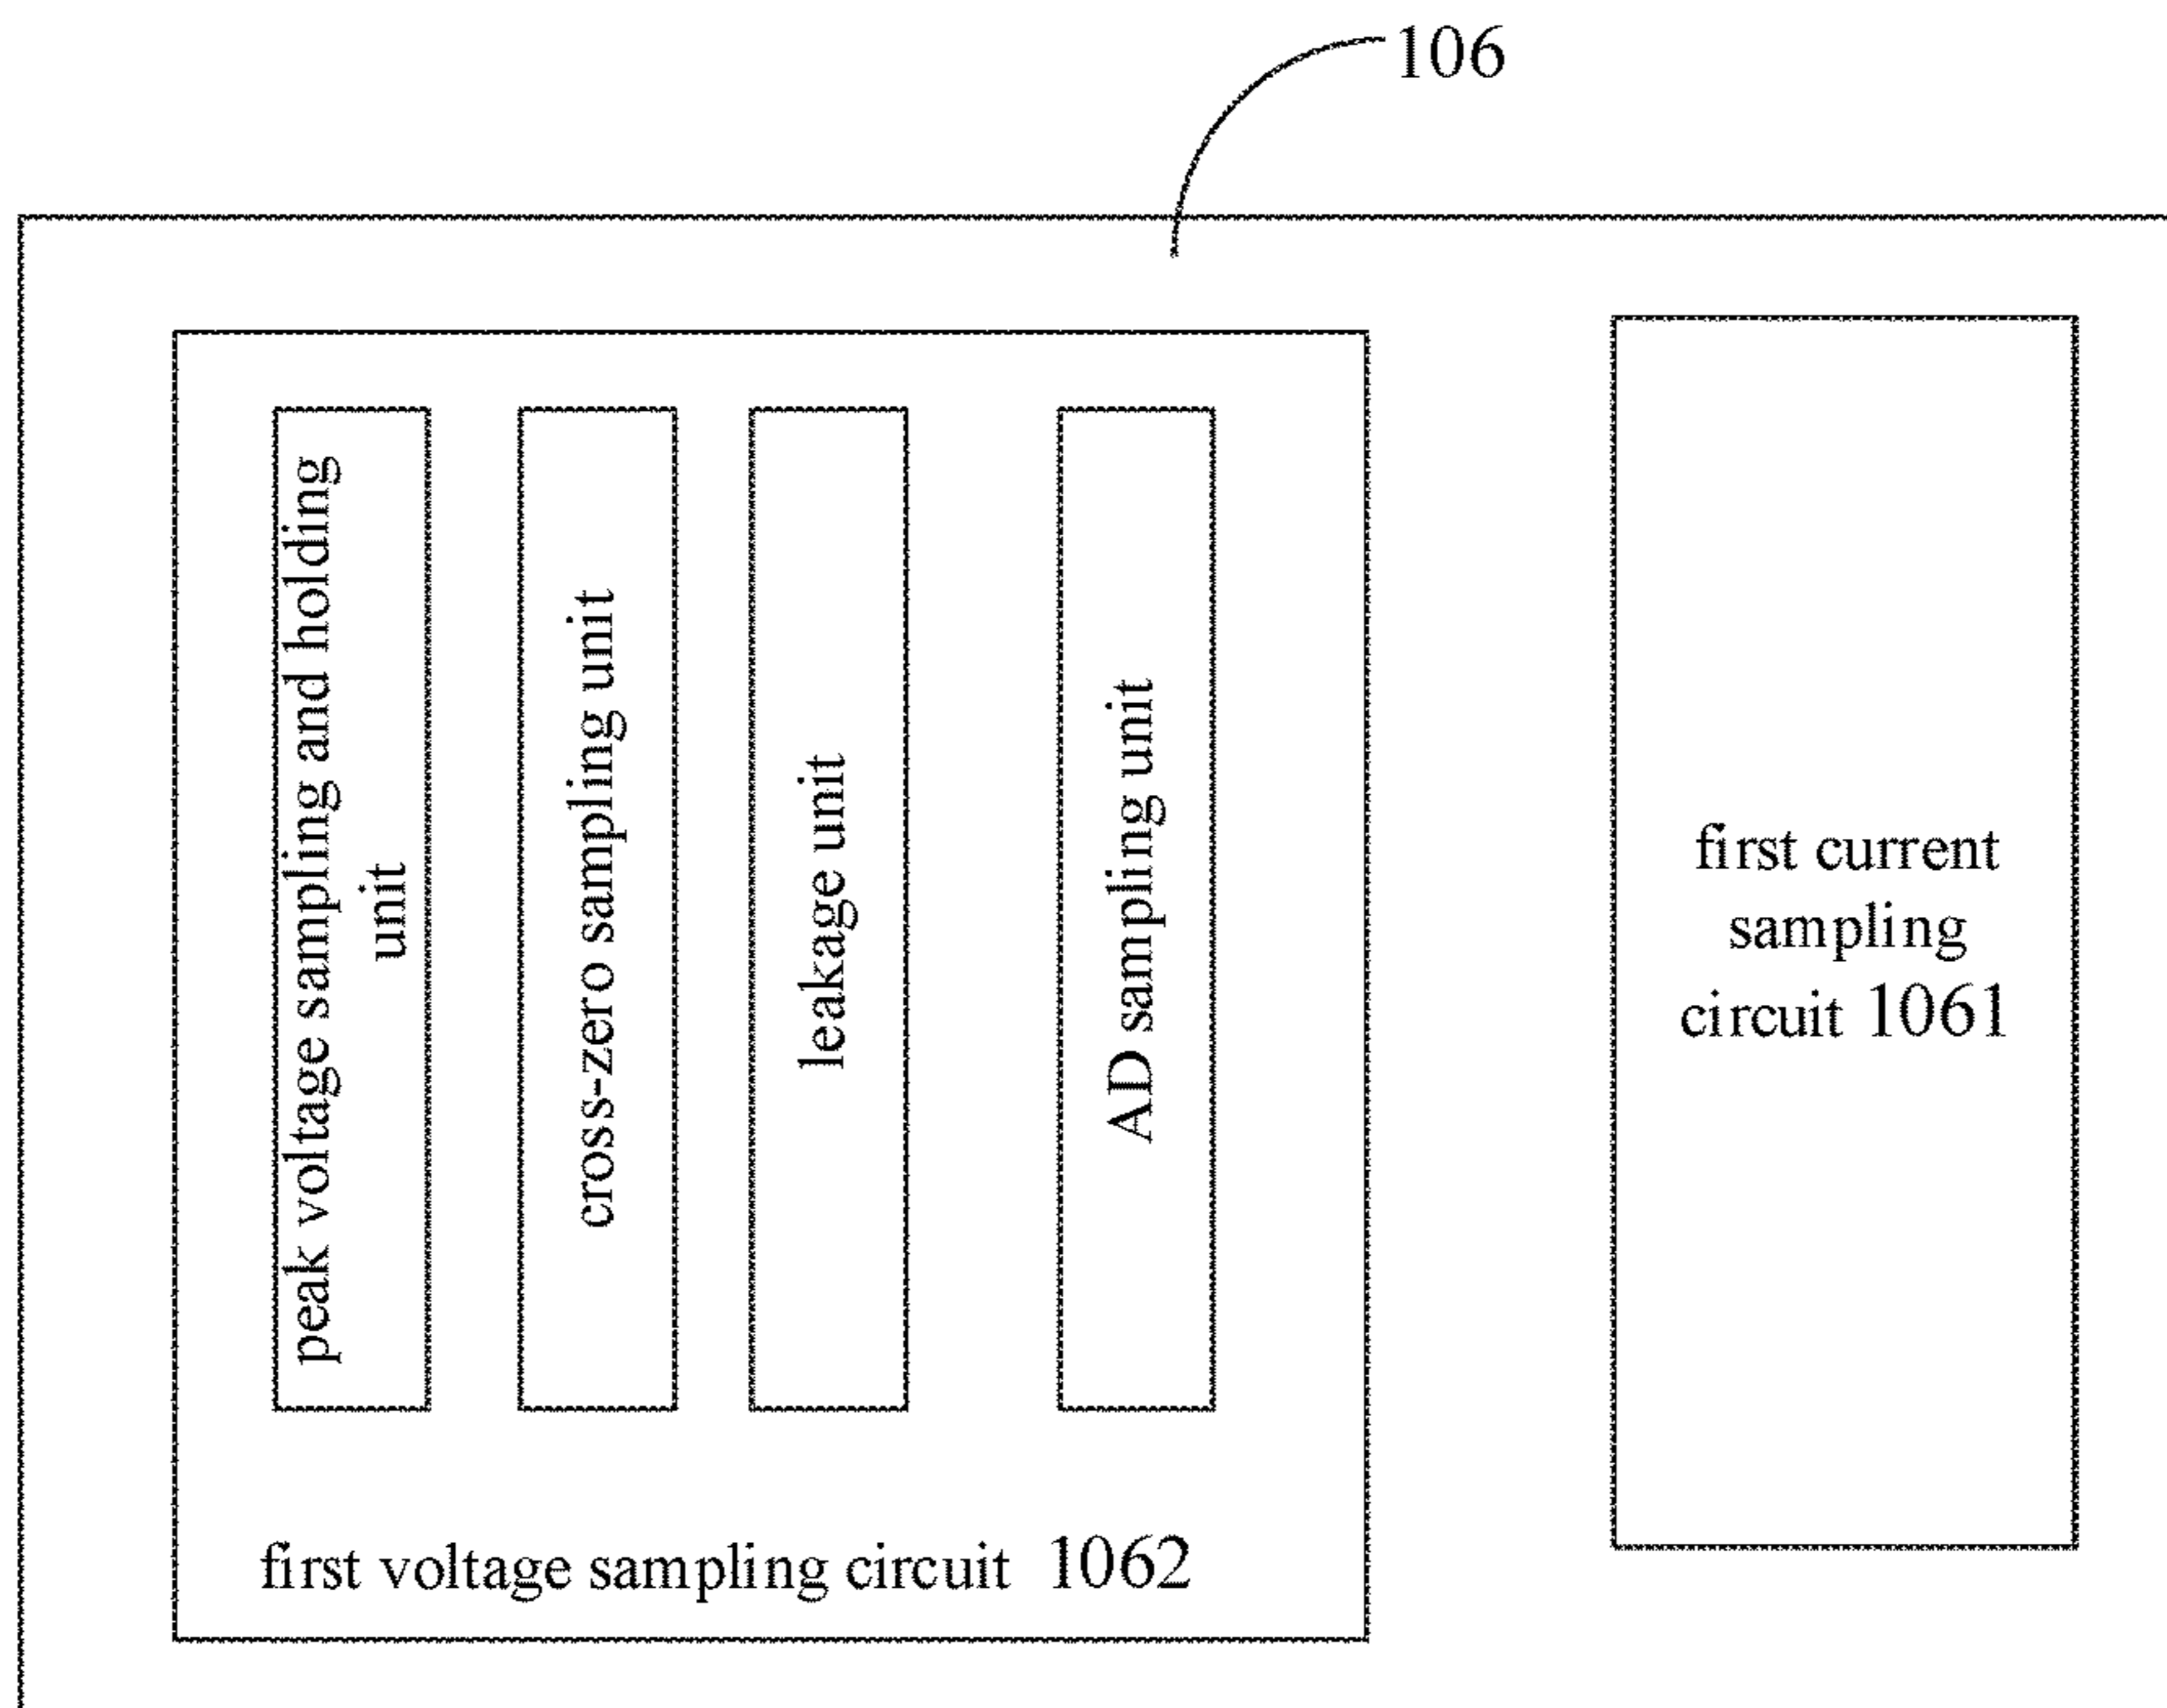 106
peak voltage sampling and holding
unit
cross-zero sampling unit
leakage unit
AD sampling unit
first voltage sampling circuit 1062
first current
sampling
circuit 1061